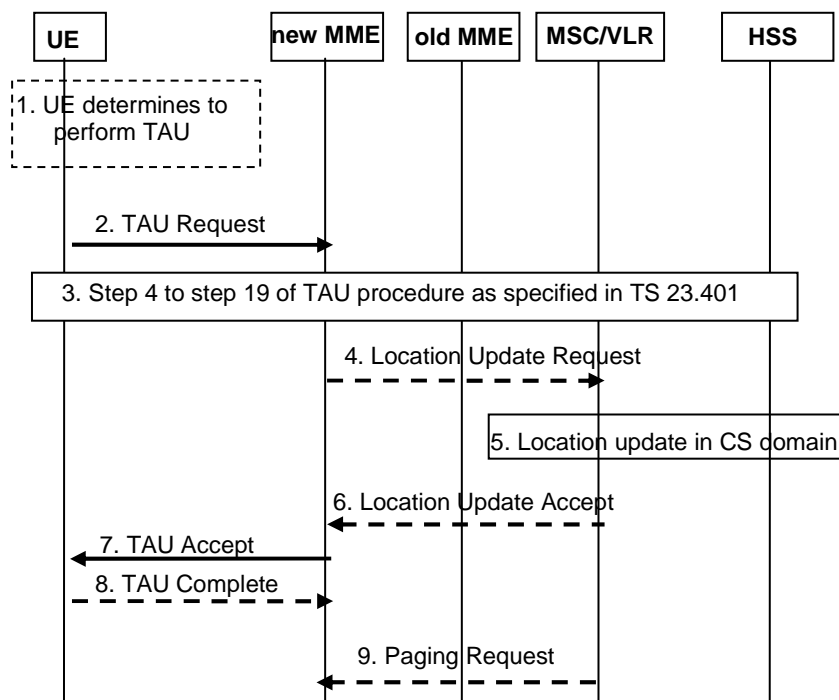 UE
new MME
old MME
MSC/VLR
HSS
1. UE determines to
perform TAU
2. TAU Request
3. Step 4 to step 19 of TAU procedure as specified in TS 23.401
4. Location Update Request
5. Location update in CS domain
6. Location Update Accept
7. TAU Accept
8. TAU Complete
9. Paging Request